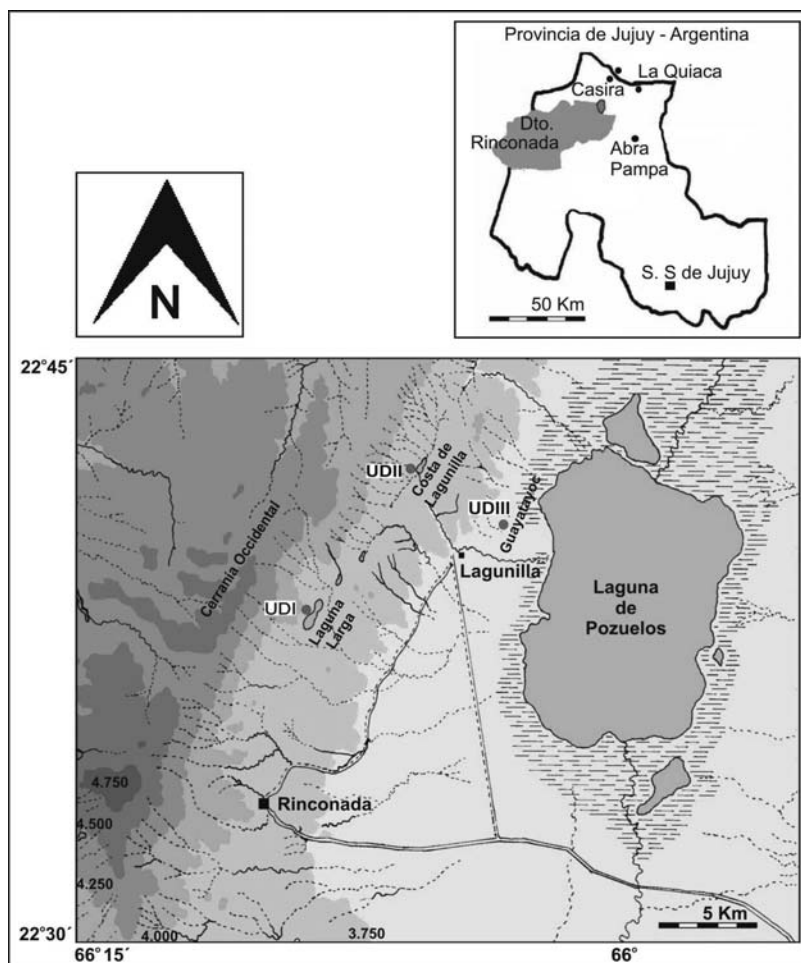 Provincia de Jujuy - Argentina
La Quiaca
Casira
Dto.
Rinconada
Abra
Pampa
S. S de Jujuy
50 Km
N
22°45´
UDII
Costa de
Lagunilla
UDIII
Guayatayoc
Cerrania Occidental
Lagunilla
Laguna
de
Pozuelos
UDI
Laguna
Larga
4.750
Rinconada
4.500
4.250
5 Km
22°30´
4.000
3.750
66°15´
66°